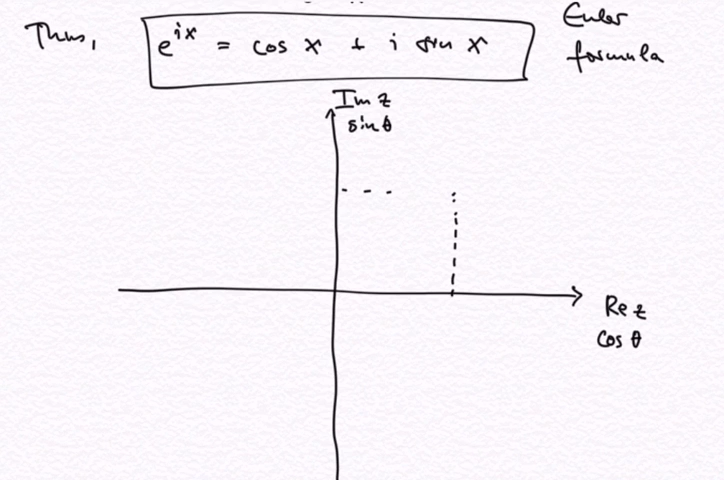 Thus, e^{ix} = cos x + i sin x Euler
formula
Im z
sin θ
Re z
cos θ